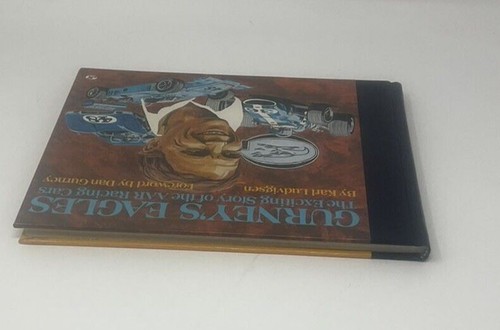 GURNEY'S EAGLES
The Exciting Story of the AAR Racing Cars
By Karl Ludvigsen
Foreword by Dan Gurney